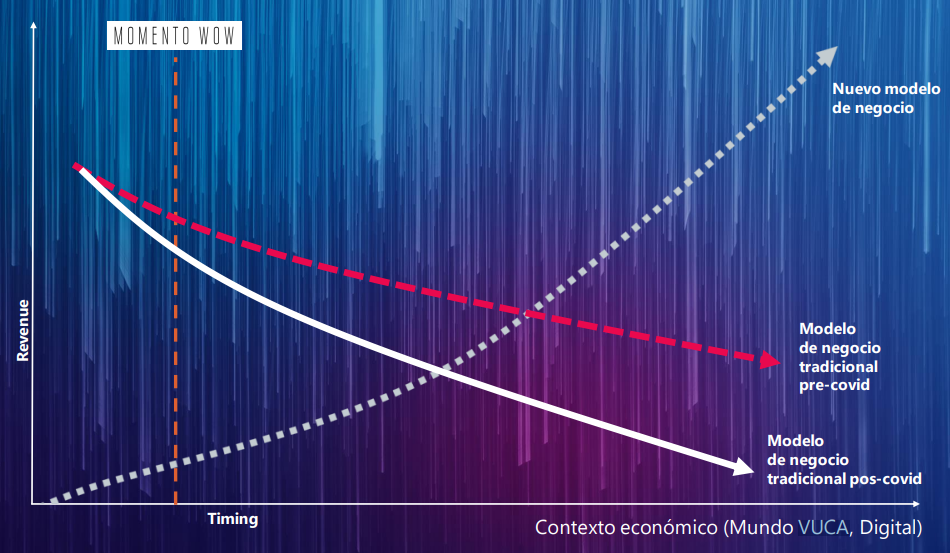 MOMENTO WOW
Nuevo modelo
de negocio
Revenue
Modelo
de negocio
tradicional
pre-covid
Modelo
de negocio
tradicional pos-covid
Timing
Contexto económico (Mundo VUCA, Digital)